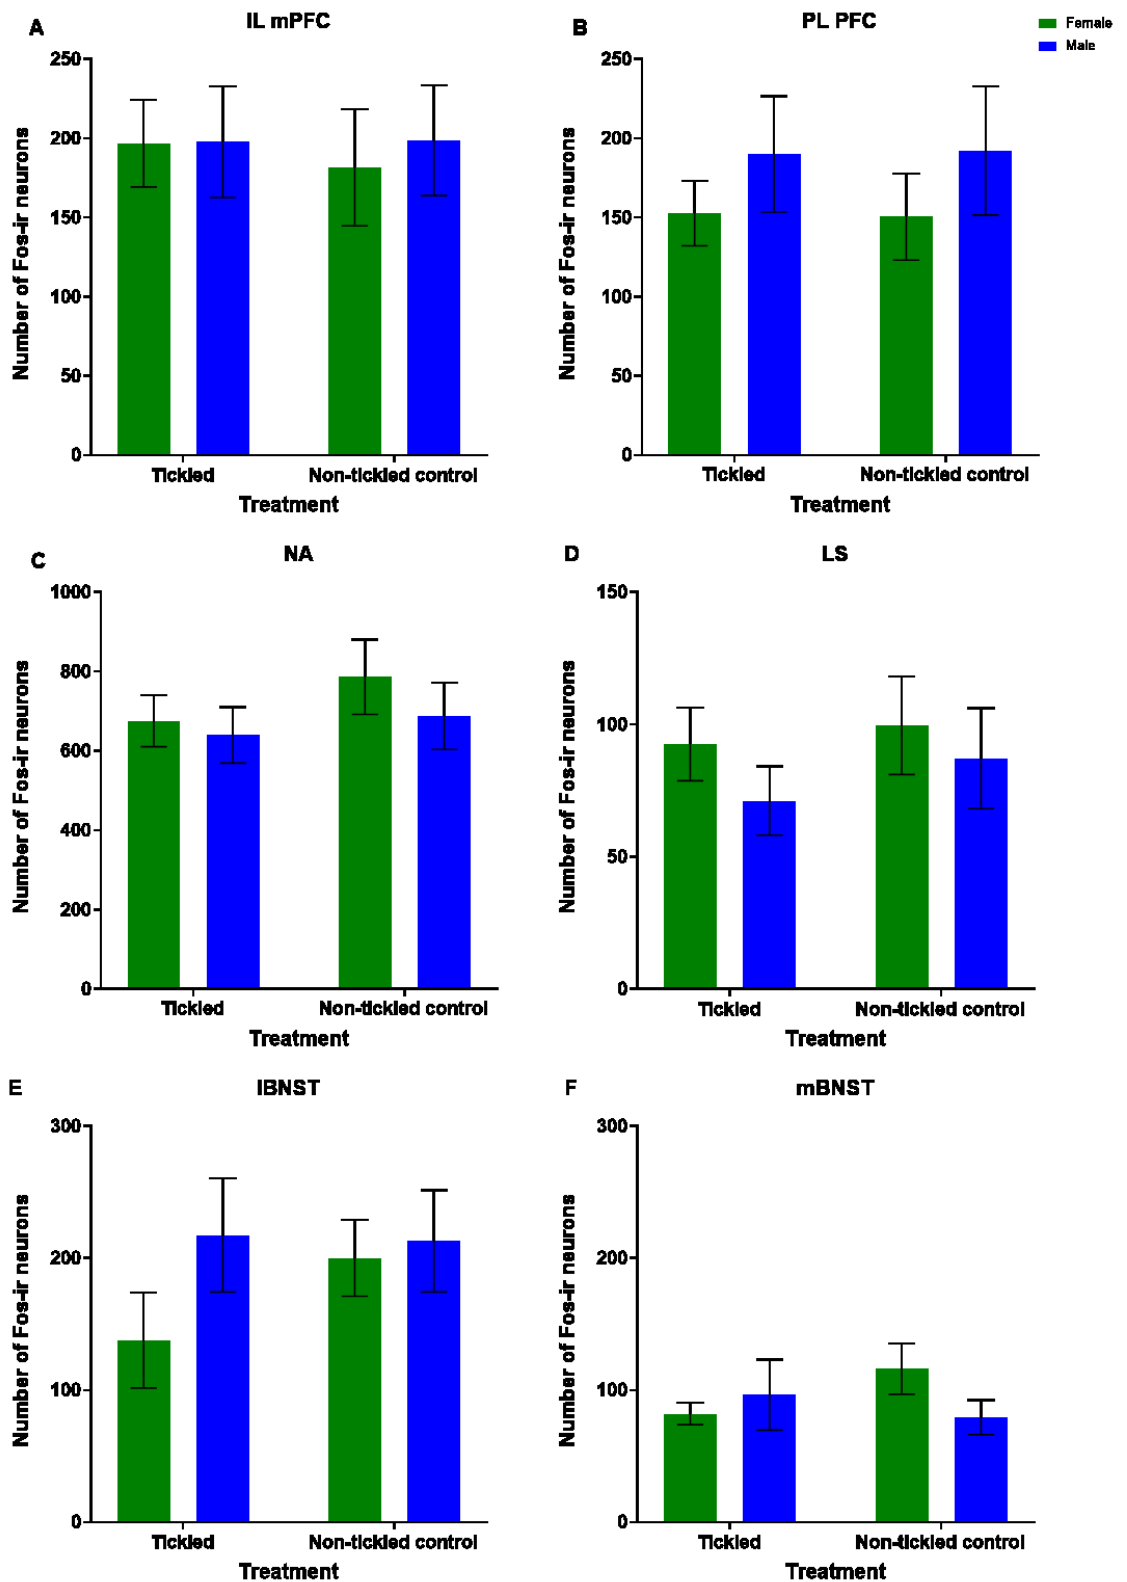 A
IL mPFC
B
PL PFC
Female
Male
Number of Fos-ir neurons
250
200
150
100
50
0
Tickled
Non-tickled control
Treatment
Number of Fos-ir neurons
250
200
150
100
50
0
Tickled
Non-tickled control
Treatment
C
NA
D
LS
Number of Fos-ir neurons
1000
800
600
400
200
0
Tickled
Non-tickled control
Treatment
Number of Fos-ir neurons
150
100
50
0
Tickled
Non-tickled control
Treatment
E
lBNST
F
mBNST
Number of Fos-ir neurons
300
200
100
0
Tickled
Non-tickled control
Treatment
Number of Fos-ir neurons
300
200
100
0
Tickled
Non-tickled control
Treatment